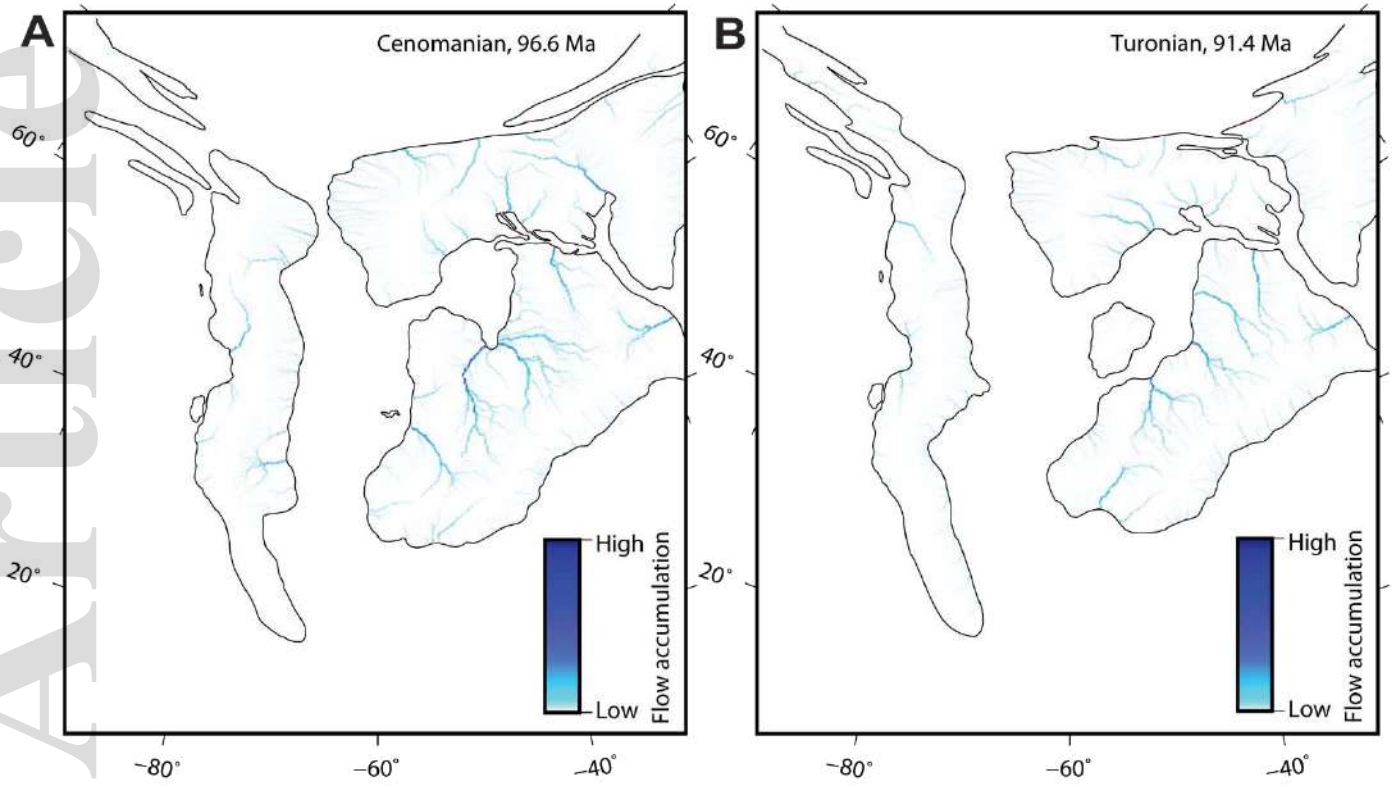 Article
A
Cenomanian, 96.6 Ma
60°
40°
20°
−80°
−60°
−40°
High
Low
Flow accumulation
B
Turonian, 91.4 Ma
60°
40°
20°
−80°
−60°
−40°
High
Low
Flow accumulation